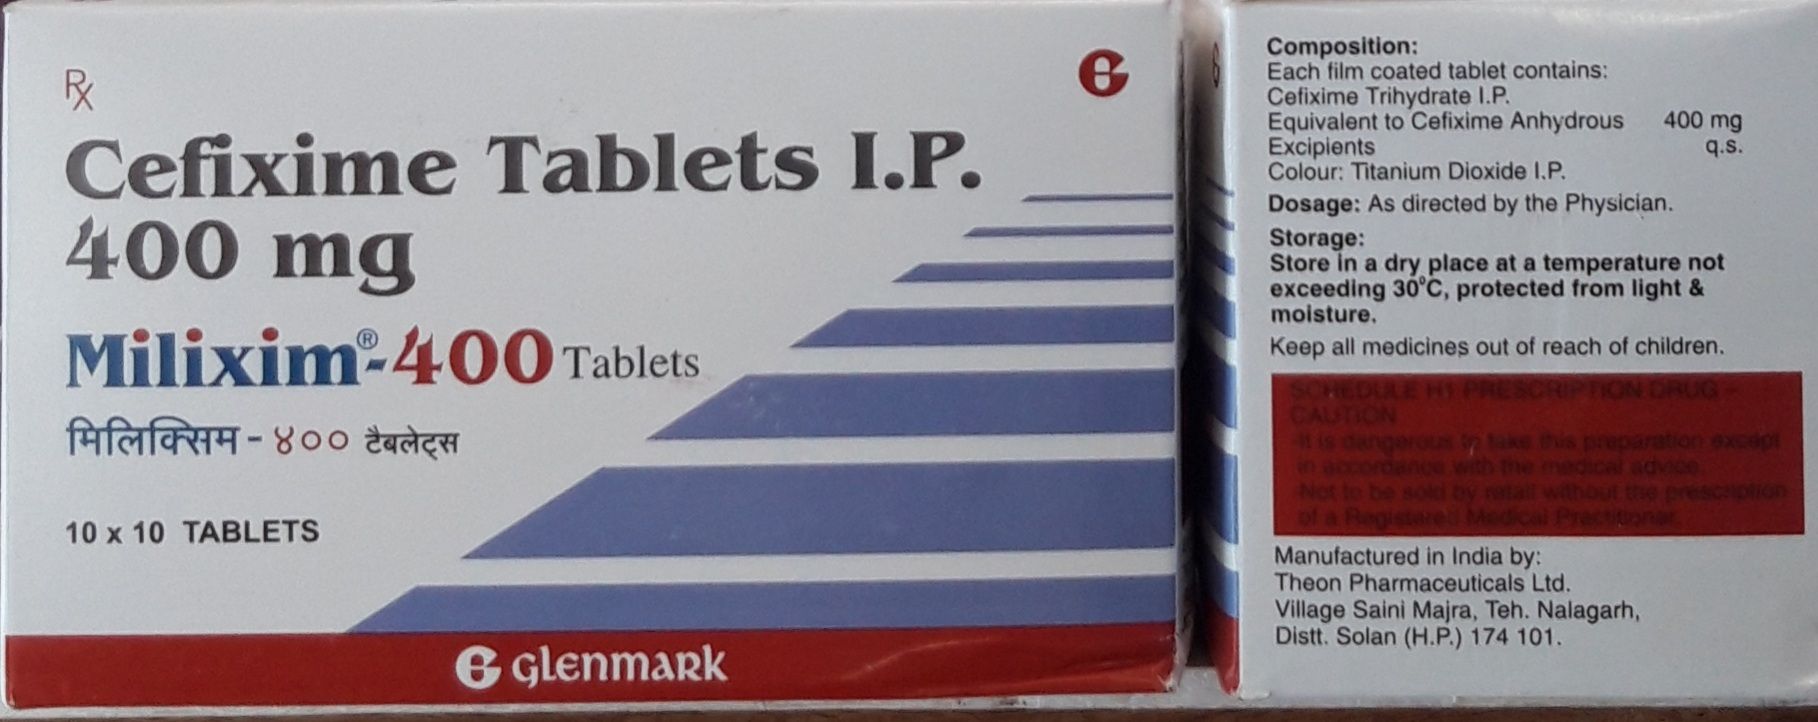 Rx
Cefixime Tablets I.P.
400 mg
Milixim®-400 Tablets
मिलिक्सिम - ४०० टैबलेट्स
10 x 10 TABLETS
Glenmark
Composition:
Each film coated tablet contains:
Cefixime Trihydrate I.P.
Equivalent to Cefixime Anhydrous 400 mg
Excipients q.s.
Colour: Titanium Dioxide I.P.
Dosage: As directed by the Physician.
Storage:
Store in a dry place at a temperature not
exceeding 30°C, protected from light &
moisture.
Keep all medicines out of reach of children.
SCHEDULE H1 PRESCRIPTION DRUG -
CAUTION
-It is dangerous to take this preparation except
in accordance with the medical advice.
-Not to be sold by retail without the prescription
of a Registered Medical Practitioner.
Manufactured in India by:
Theon Pharmaceuticals Ltd.
Village Saini Majra, Teh. Nalagarh,
Distt. Solan (H.P.) 174 101.